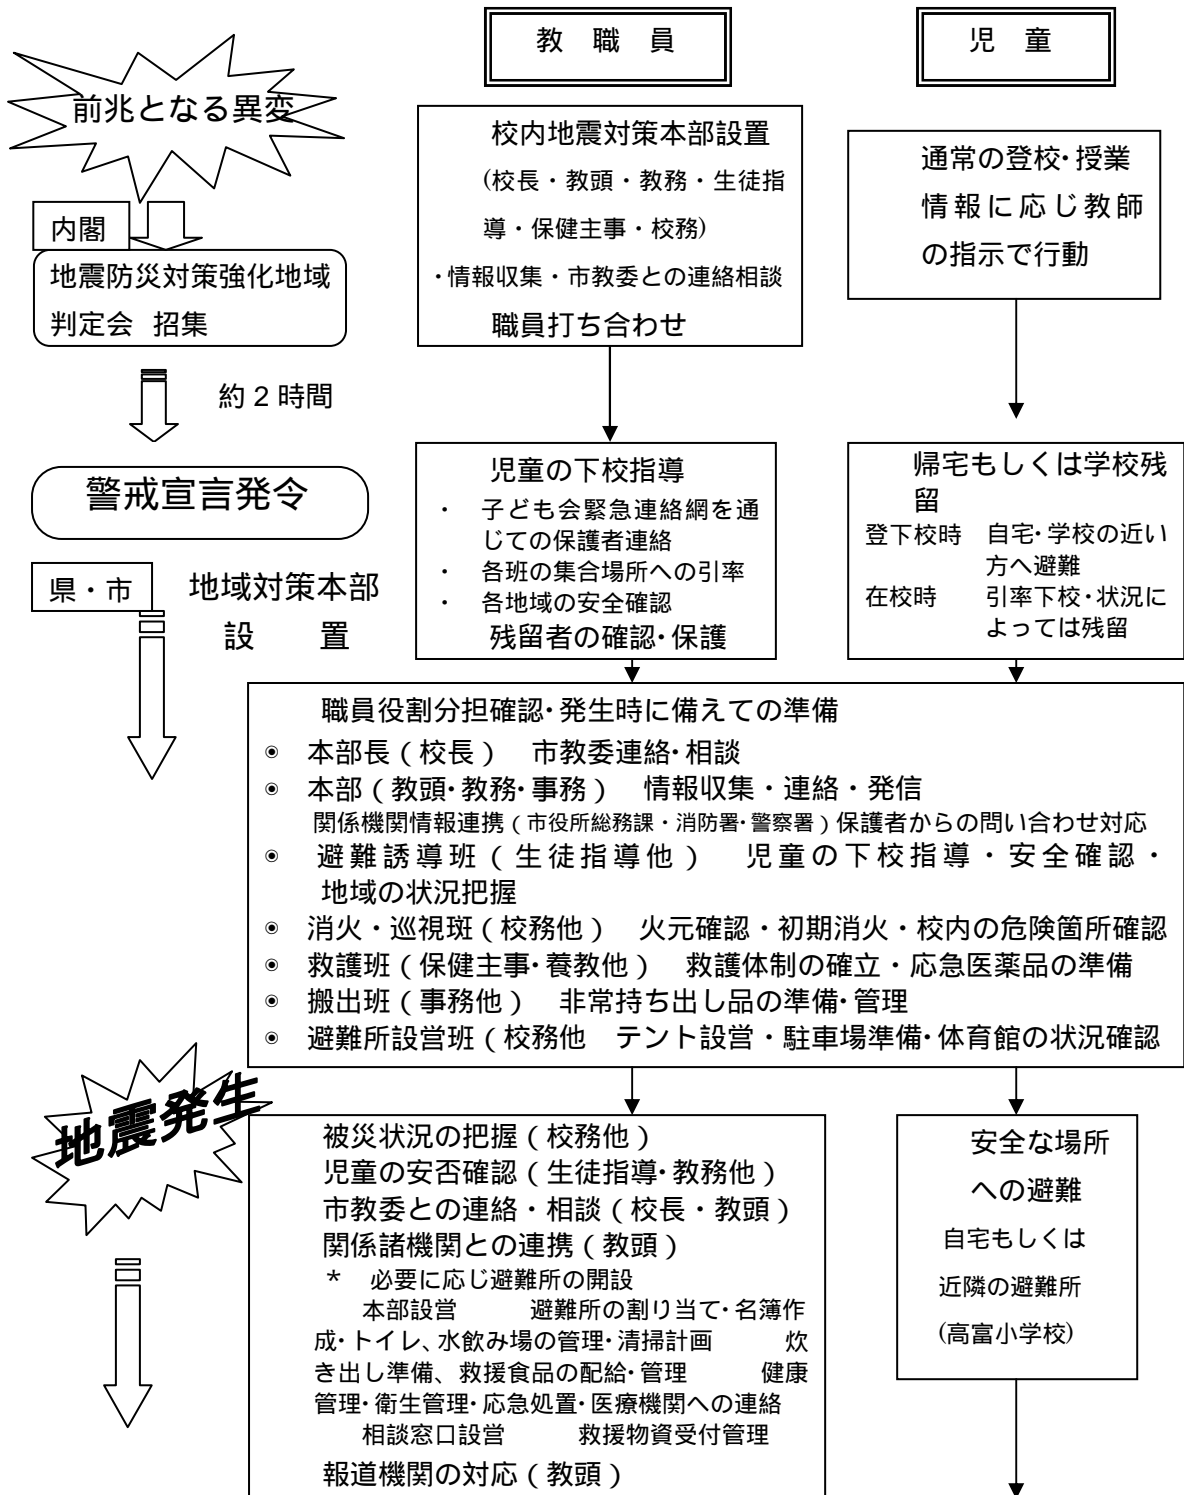 教 職 員
児 童
前兆となる異変
内閣
地震防災対策強化地域
判定会 招集
約２時間
警戒宣言発令
県・市
地域対策本部
設 置
校内地震対策本部設置
(校長・教頭・教務・生徒指
導・保健主事・校務)
・情報収集・市教委との連絡相談
職員打ち合わせ
通常の登校・授業
情報に応じ教師
の指示で行動
児童の下校指導
・ 子ども会緊急連絡網を通
じての保護者連絡
・ 各班の集合場所への引率
・ 各地域の安全確認
残留者の確認・保護
帰宅もしくは学校残
留
登下校時 自宅・学校の近い
方へ避難
在校時 引率下校・状況に
よっては残留
職員役割分担確認・発生時に備えての準備
◉ 本部長（校長） 市教委連絡・相談
◉ 本部（教頭・教務・事務） 情報収集・連絡・発信
関係機関情報連携（市役所総務課・消防署・警察署）保護者からの問い合わせ対応
◉ 避難誘導班（生徒指導他） 児童の下校指導・安全確認・
地域の状況把握
◉ 消火・巡視斑（校務他） 火元確認・初期消火・校内の危険箇所確認
◉ 救護班（保健主事・養教他） 救護体制の確立・応急医薬品の準備
◉ 搬出班（事務他） 非常持ち出し品の準備・管理
◉ 避難所設営班（校務他 テント設営・駐車場準備・体育館の状況確認
地震発生
被災状況の把握（校務他）
児童の安否確認（生徒指導・教務他）
市教委との連絡・相談（校長・教頭）
関係諸機関との連携（教頭）
＊ 必要に応じ避難所の開設
本部設営 避難所の割り当て・名簿作
成・トイレ、水飲み場の管理・清掃計画 炊
き出し準備、救援食品の配給・管理 健康
管理・衛生管理・応急処置・医療機関への連絡
相談窓口設営 救援物資受付管理
報道機関の対応（教頭）
安全な場所
への避難
自宅もしくは
近隣の避難所
(高富小学校)